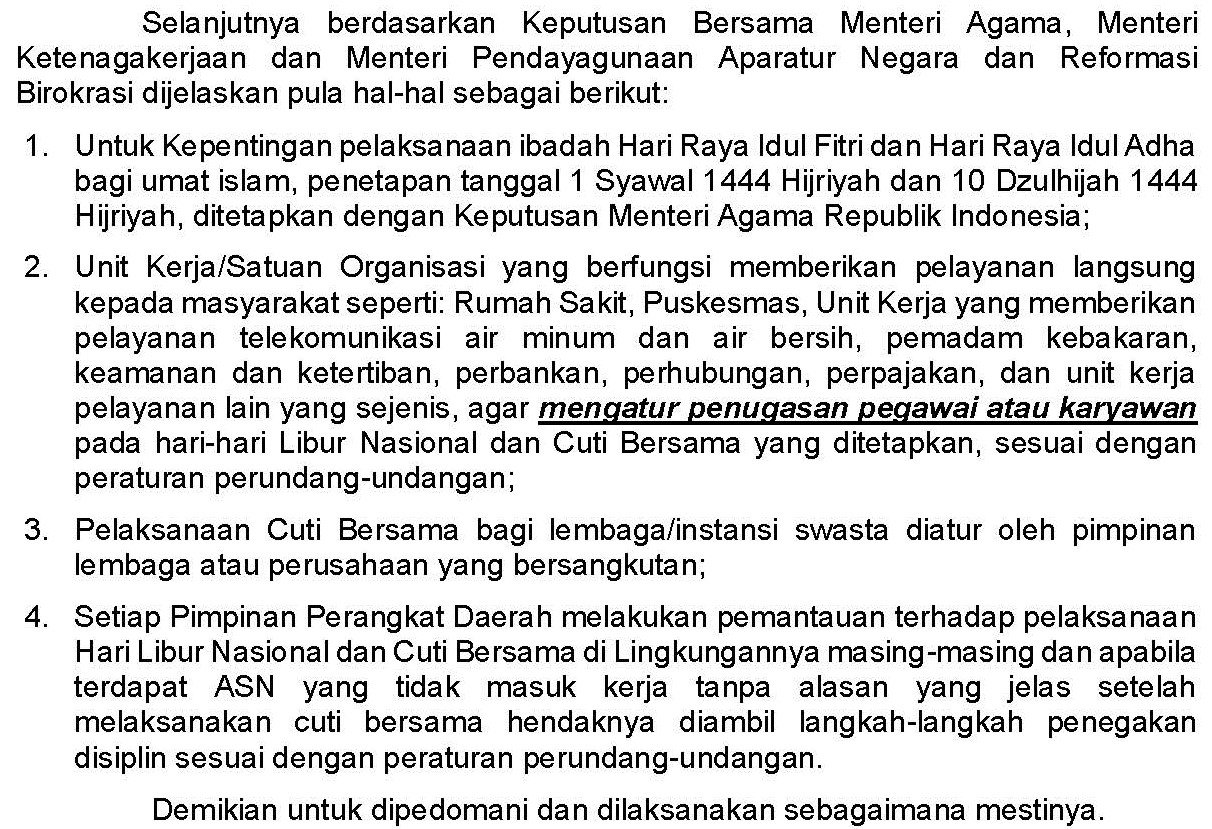 Selanjutnya berdasarkan Keputusan Bersama Menteri Agama, Menteri
Ketenagakerjaan dan Menteri Pendayagunaan Aparatur Negara dan Reformasi
Birokrasi dijelaskan pula hal-hal sebagai berikut:
1. Untuk Kepentingan pelaksanaan ibadah Hari Raya Idul Fitri dan Hari Raya Idul Adha
bagi umat islam, penetapan tanggal 1 Syawal 1444 Hijriyah dan 10 Dzulhijah 1444
Hijriyah, ditetapkan dengan Keputusan Menteri Agama Republik Indonesia;
2. Unit Kerja/Satuan Organisasi yang berfungsi memberikan pelayanan langsung
kepada masyarakat seperti: Rumah Sakit, Puskesmas, Unit Kerja yang memberikan
pelayanan telekomunikasi air minum dan air bersih, pemadam kebakaran,
keamanan dan ketertiban, perbankan, perhubungan, perpajakan, dan unit kerja
pelayanan lain yang sejenis, agar mengatur penugasan pegawai atau karyawan
pada hari-hari Libur Nasional dan Cuti Bersama yang ditetapkan, sesuai dengan
peraturan perundang-undangan;
3. Pelaksanaan Cuti Bersama bagi lembaga/instansi swasta diatur oleh pimpinan
lembaga atau perusahaan yang bersangkutan;
4. Setiap Pimpinan Perangkat Daerah melakukan pemantauan terhadap pelaksanaan
Hari Libur Nasional dan Cuti Bersama di Lingkungannya masing-masing dan apabila
terdapat ASN yang tidak masuk kerja tanpa alasan yang jelas setelah
melaksanakan cuti bersama hendaknya diambil langkah-langkah penegakan
disiplin sesuai dengan peraturan perundang-undangan.
Demikian untuk dipedomani dan dilaksanakan sebagaimana mestinya.